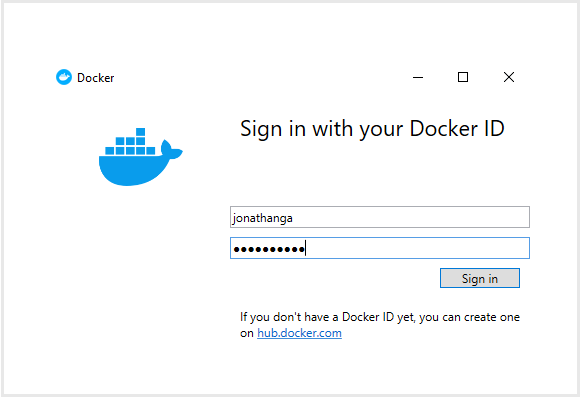 Docker
Sign in with your Docker ID
jonathanga
●●●●●●●●●●
Sign in
If you don't have a Docker ID yet, you can create one
on hub.docker.com